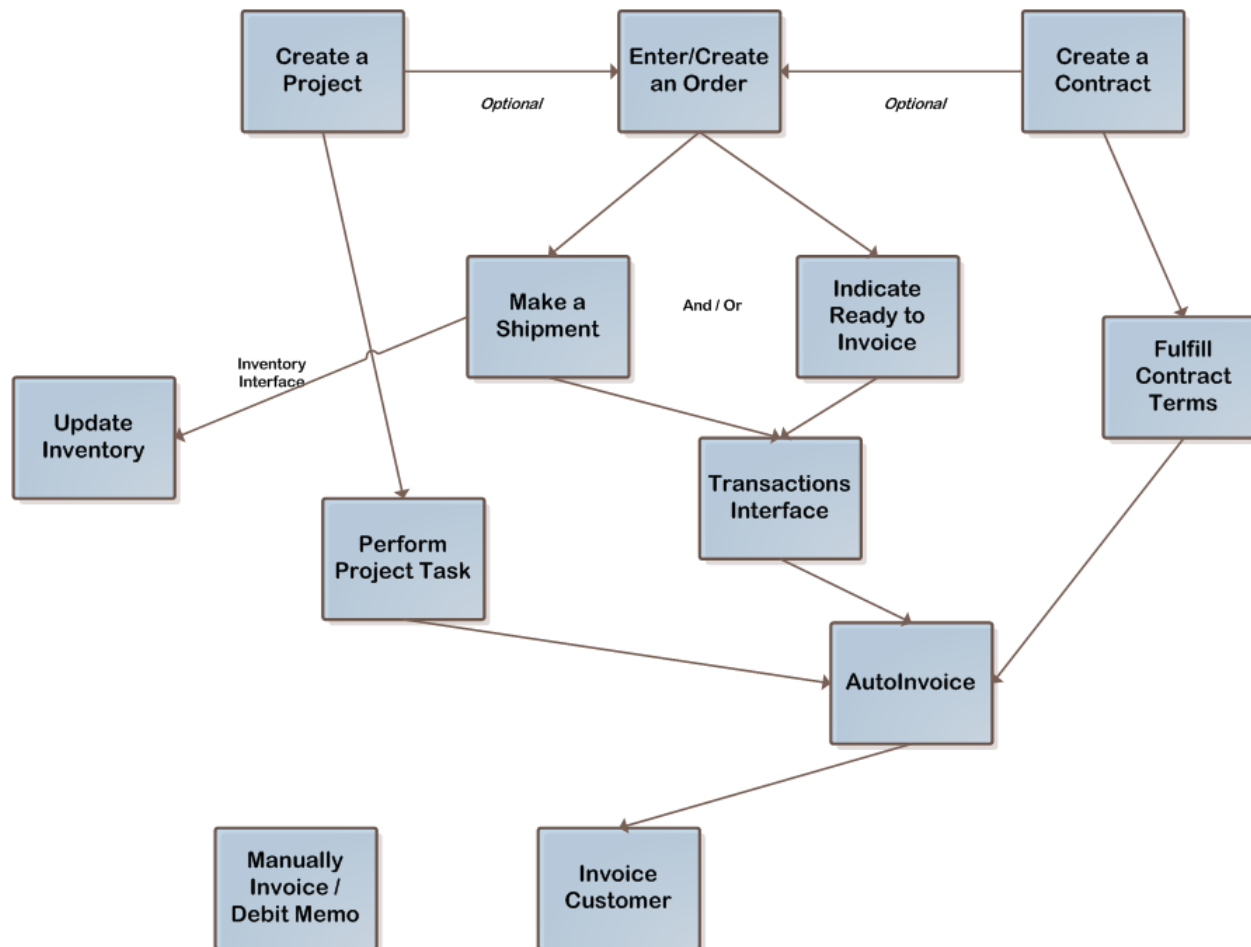 Create a
Project
Enter/Create
an Order
Create a
Contract
Optional
Optional
Make a
Shipment
And / Or
Indicate
Ready to
Invoice
Fulfill
Contract
Terms
Inventory
Interface
Update
Inventory
Transactions
Interface
Perform
Project Task
AutoInvoice
Manually
Invoice /
Debit Memo
Invoice
Customer